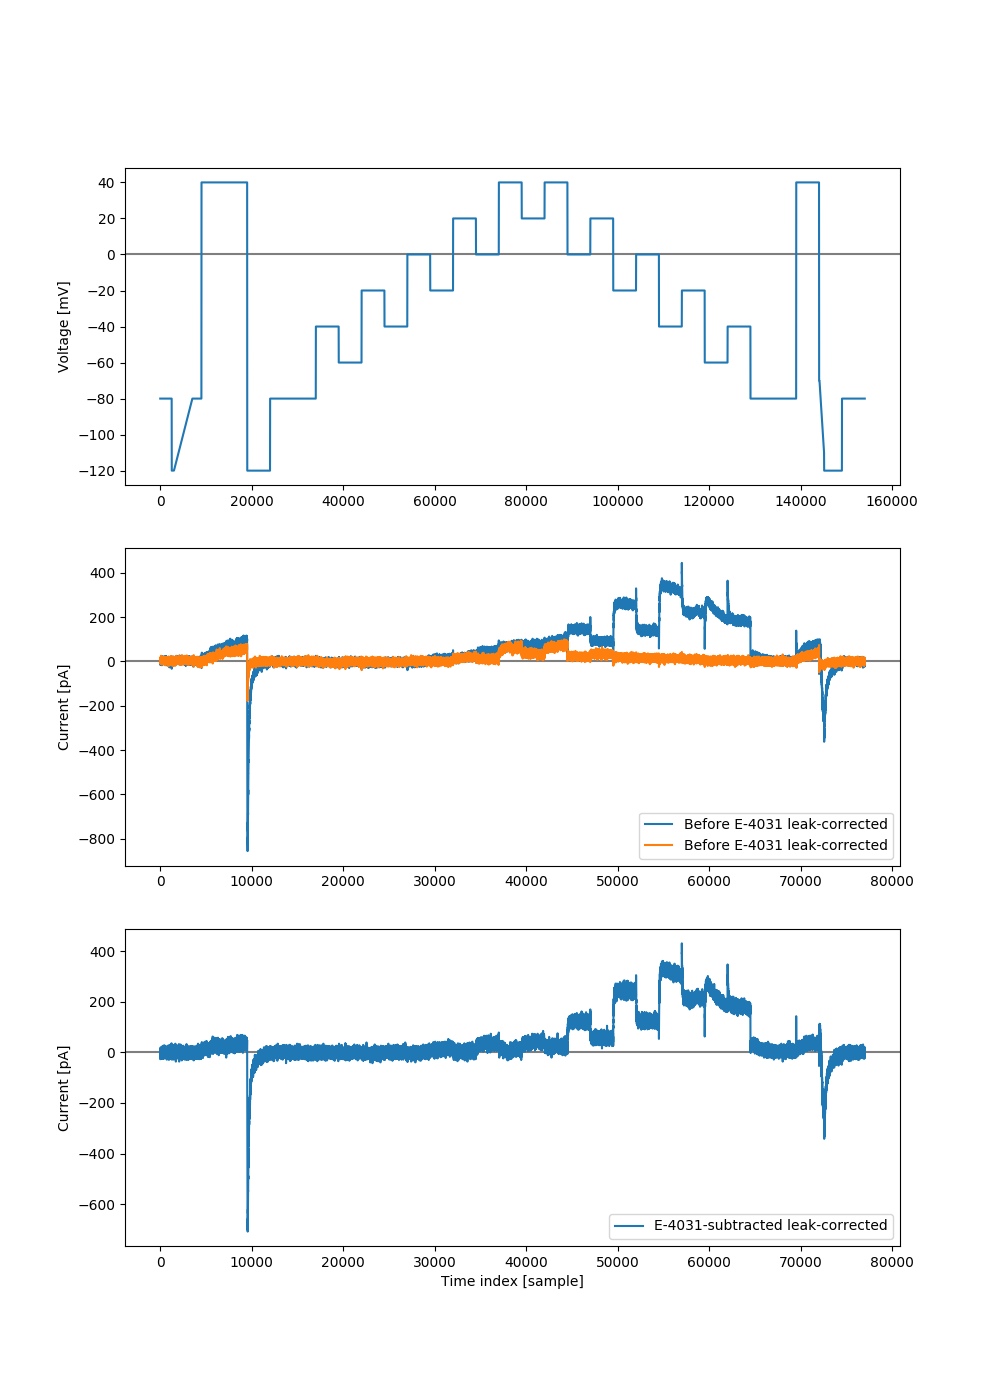 40
20
0
−20
−40
−60
−80
−100
−120
Voltage [mV]
0 20000 40000 60000 80000 100000 120000 140000 160000
400
200
0
−200
−400
−600
−800
Current [pA]
Before E-4031 leak-corrected
Before E-4031 leak-corrected
0 10000 20000 30000 40000 50000 60000 70000 80000
400
200
0
−200
−400
−600
Current [pA]
E-4031-subtracted leak-corrected
0 10000 20000 30000 40000 50000 60000 70000 80000
Time index [sample]